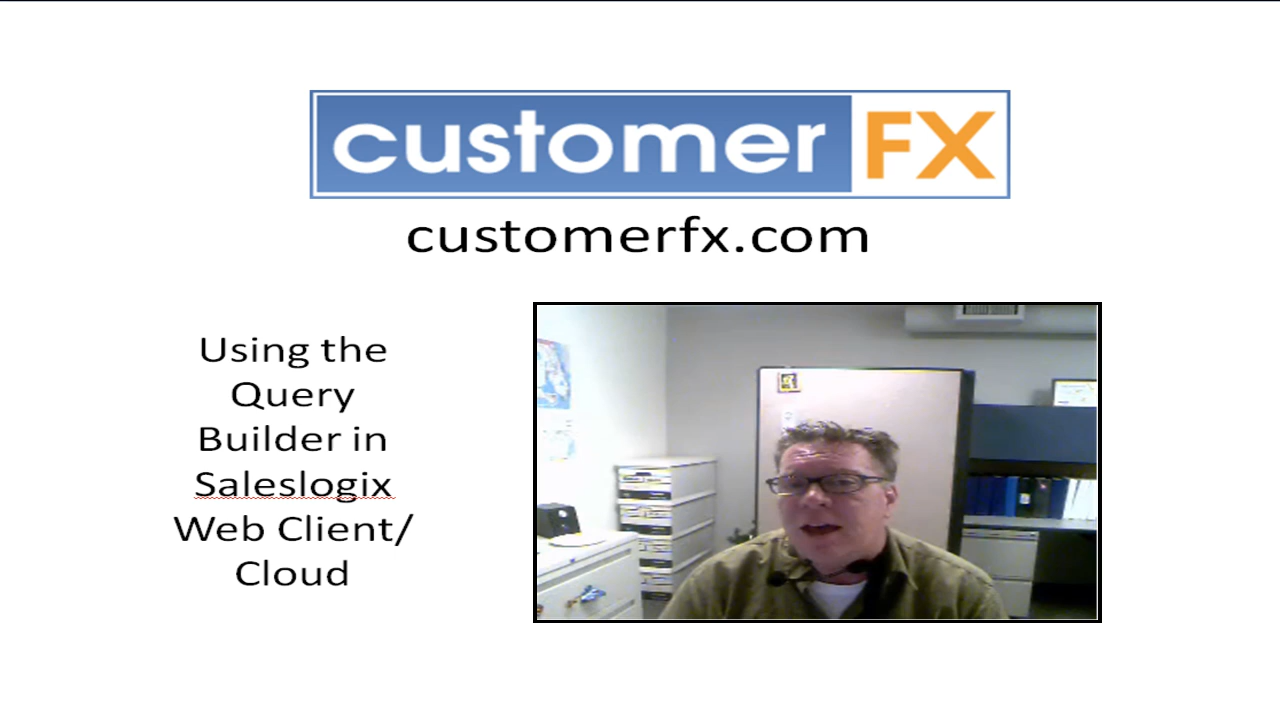 customer FX
customerfx.com
Using the
Query
Builder in
Saleslogix
Web Client/
Cloud